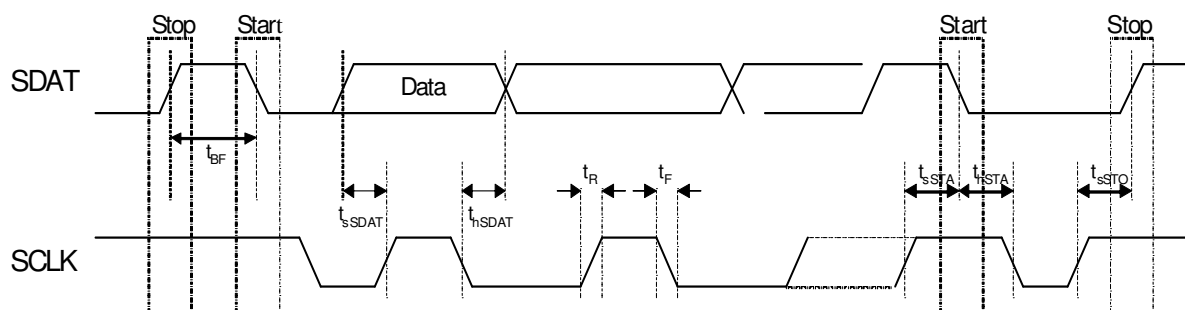 Stop Start Start Stop
SDAT
Data
tBF
tR tF tsSTA thSTA tsSTO
tsSDAT thSDAT
SCLK